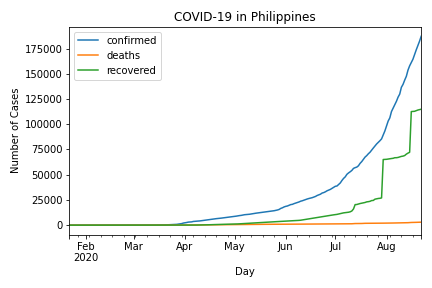 COVID-19 in Philippines
confirmed
deaths
recovered
Number of Cases
175000
150000
125000
100000
75000
50000
25000
0
Feb Mar Apr May Jun Jul Aug
2020
Day